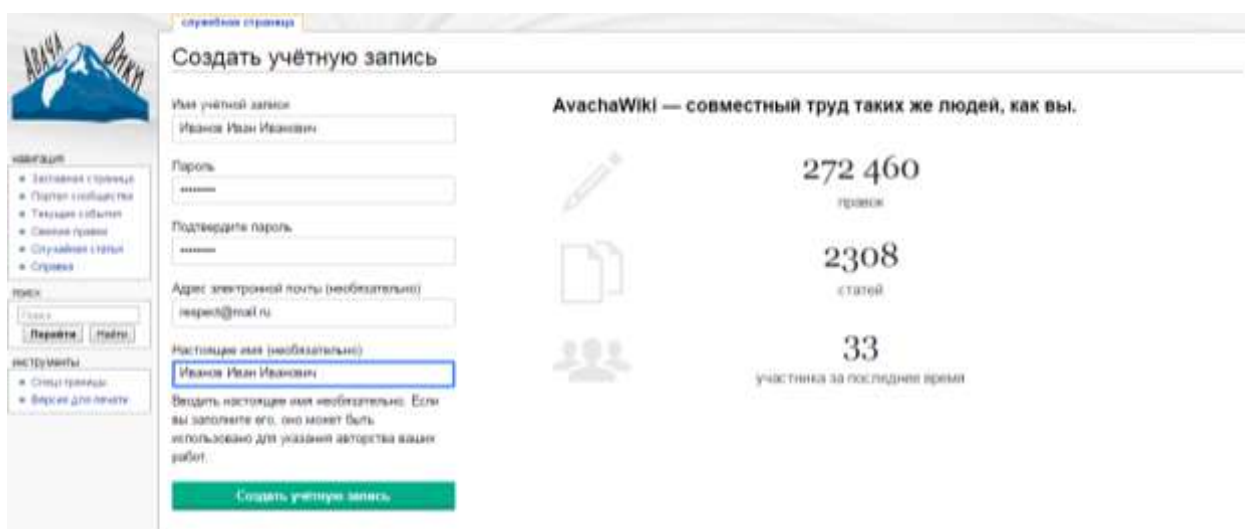 АВАЧА Вики
служебная страница
Создать учётную запись
Имя учётной записи
Иванов Иван Иванович
Пароль
Подтвердите пароль
Адрес электронной почты (необязательно)
respect@mail.ru
Настоящее имя (необязательно)
Иванов Иван Иванович
Вводить настоящее имя необязательно. Если
вы заполните его, оно может быть
использовано для указания авторства ваших
работ.
Создать учётную запись
AvachaWiki — совместный труд таких же людей, как вы.
272 460
правок
2308
статей
33
участника за последнее время
навигация
Заглавная страница
Портал сообщества
Текущие события
Свежие правки
Случайная статья
Справка
поиск
Поиск
Перейти Найти
инструменты
Спецстраницы
Версия для печати